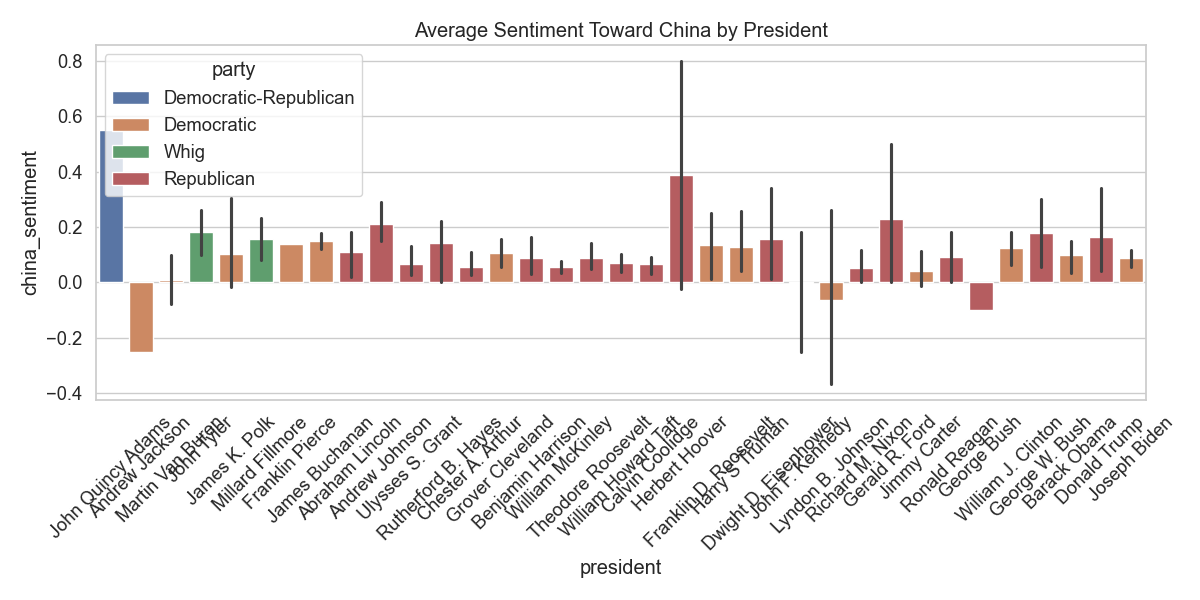 Average Sentiment Toward China by President
party
Democratic-Republican
Democratic
Whig
Republican
china_sentiment
0.8
0.6
0.4
0.2
0.0
−0.2
−0.4
John Quincy Adams
Andrew Jackson
Martin Van Buren
John Tyler
James K. Polk
Millard Fillmore
Franklin Pierce
James Buchanan
Abraham Lincoln
Andrew Johnson
Ulysses S. Grant
Rutherford B. Hayes
Chester A. Arthur
Grover Cleveland
Benjamin Harrison
William McKinley
Theodore Roosevelt
William Howard Taft
Calvin Coolidge
Herbert Hoover
Franklin D. Roosevelt
Harry S Truman
Dwight D. Eisenhower
John F. Kennedy
Lyndon B. Johnson
Richard M. Nixon
Gerald R. Ford
Jimmy Carter
Ronald Reagan
George Bush
William J. Clinton
George W. Bush
Barack Obama
Donald Trump
Joseph Biden
president